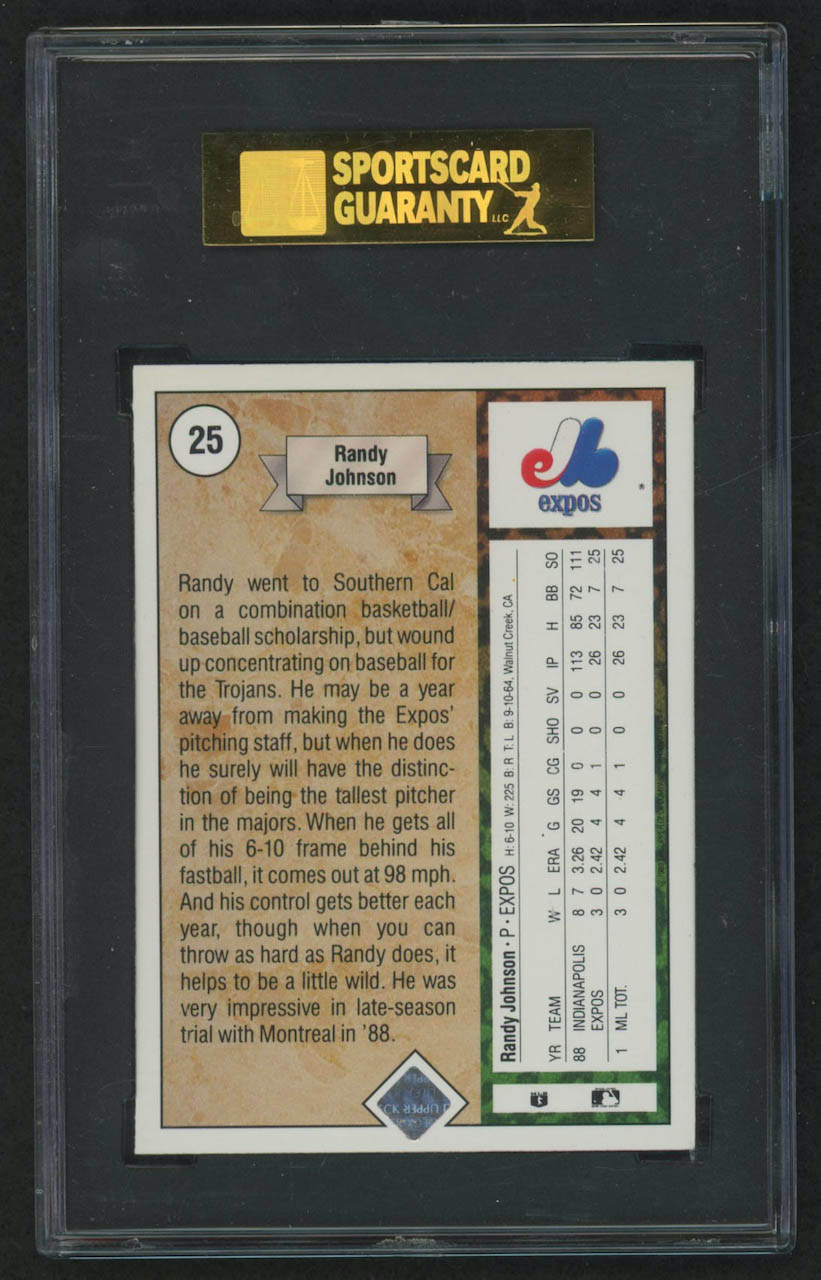 SPORTSCARD
GUARANTY LLC
25
Randy
Johnson
expos
*
Randy went to Southern Cal
on a combination basketball/
baseball scholarship, but wound
up concentrating on baseball for
the Trojans. He may be a year
away from making the Expos'
pitching staff, but when he does
he surely will have the distinc-
tion of being the tallest pitcher
in the majors. When he gets all
of his 6-10 frame behind his
fastball, it comes out at 98 mph.
And his control gets better each
year, though when you can
throw as hard as Randy does, it
helps to be a little wild. He was
very impressive in late-season
trial with Montreal in '88.
Randy Johnson • P • EXPOS H: 6-10 W: 225 B: R T: L B: 9-10-64, Walnut Creek, CA
YR TEAM W L ERA G GS CG SHO SV IP H BB SO
88 INDIANAPOLIS 8 7 3.26 20 19 0 0 0 113 85 72 111
EXPOS 3 0 2.42 4 4 1 0 0 26 23 7 25
1 ML TOT. 3 0 2.42 4 4 1 0 0 26 23 7 25
UPPER